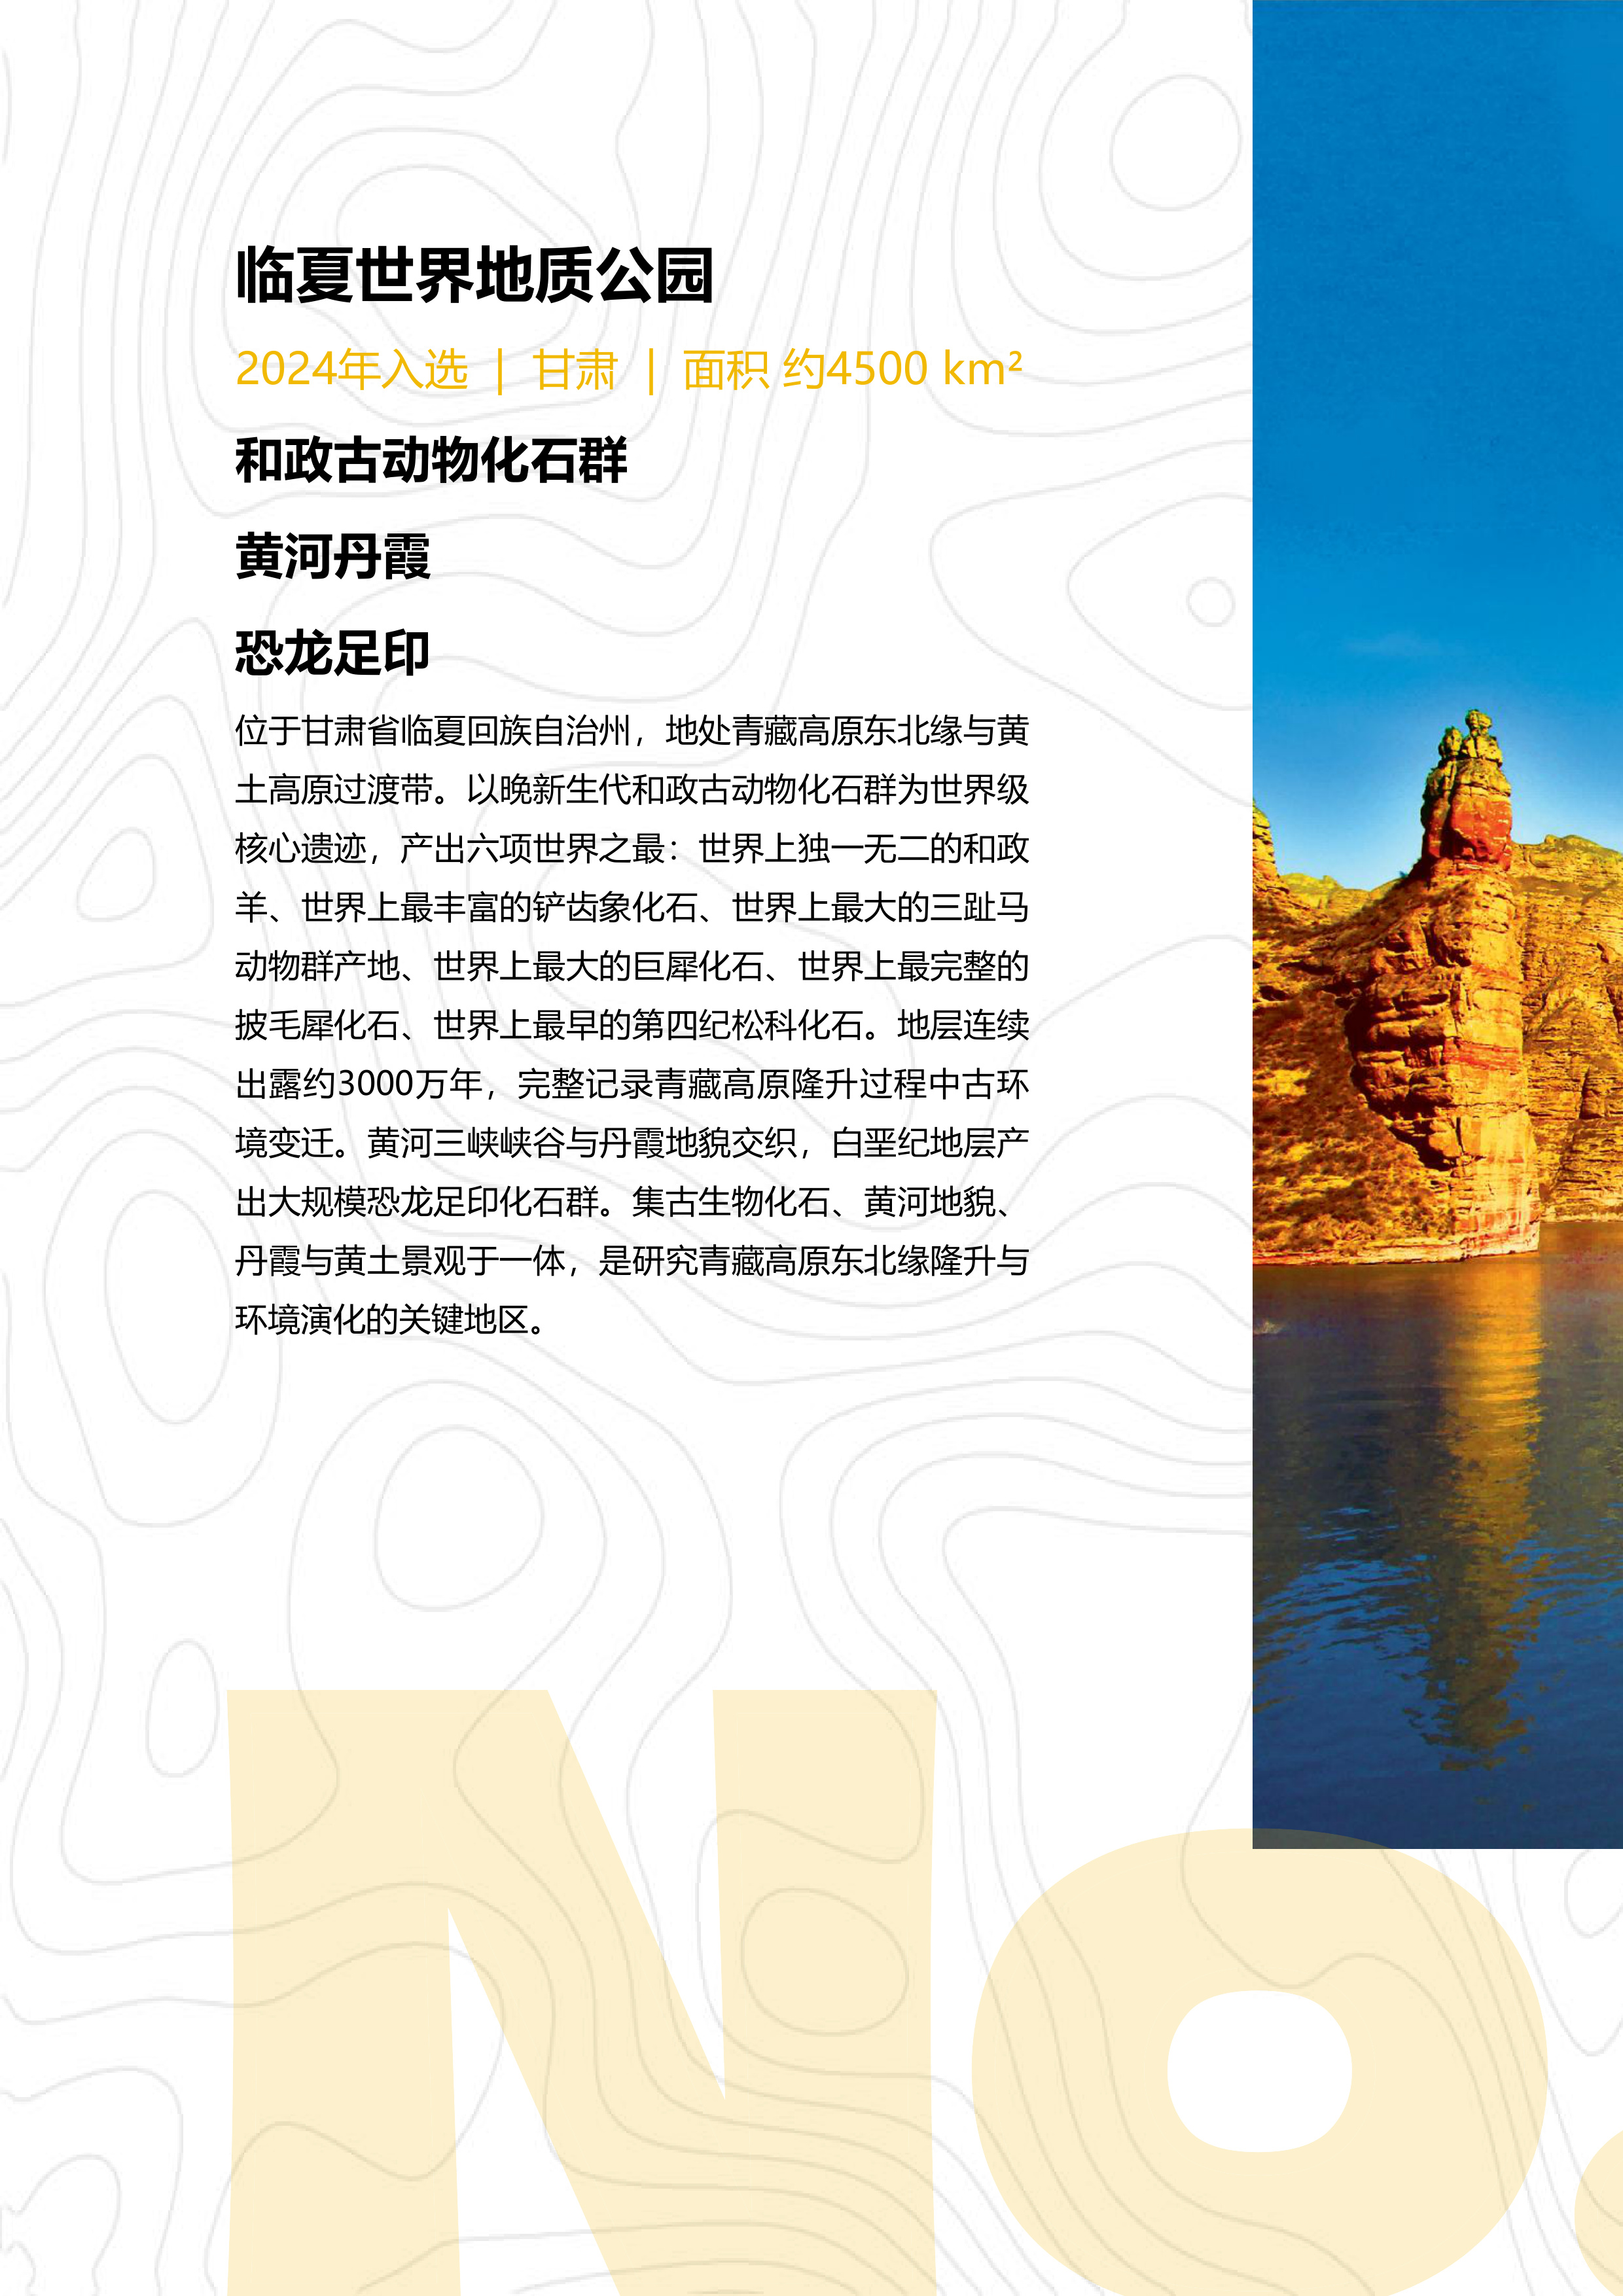 临夏世界地质公园
2024年入选 | 甘肃 | 面积 约4500 km²
和政古动物化石群
黄河丹霞
恐龙足印
位于甘肃省临夏回族自治州，地处青藏高原东北缘与黄
土高原过渡带。以晚新生代和政古动物化石群为世界级
核心遗迹，产出六项世界之最：世界上独一无二的和政
羊、世界上最丰富的铲齿象化石、世界上最大的三趾马
动物群产地、世界上最大的巨犀化石、世界上最完整的
披毛犀化石、世界上最早的第四纪松科化石。地层连续
出露约3000万年，完整记录青藏高原隆升过程中古环
境变迁。黄河三峡峡谷与丹霞地貌交织，白垩纪地层产
出大规模恐龙足印化石群。集古生物化石、黄河地貌、
丹霞与黄土景观于一体，是研究青藏高原东北缘隆升与
环境演化的关键地区。
No.